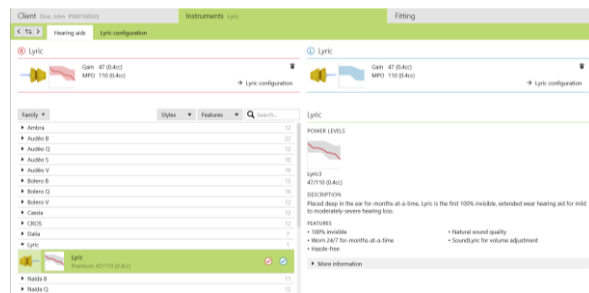 Client Doe, John P000100565
Instruments Lyric
Fitting
Hearing aids
Lyric configuration
R Lyric
Gain 47 (0.4cc)
MPO 110 (0.4cc)
→ Lyric configuration
L Lyric
Gain 47 (0.4cc)
MPO 110 (0.4cc)
→ Lyric configuration
Family
Styles
Features
Search...
Ambra 12
Audéo B 22
Audéo Q 12
Audéo S 10
Audéo V 16
Bolero B 15
Bolero Q 16
Bolero V 12
Cassia 12
CROS 12
Dalia 7
Lyric 1
Lyric
Premium 47/110 (0.4cc)
Naída B 17
Naída Q 12
Lyric
POWER LEVELS
Lyric3
47/110 (0.4cc)
DESCRIPTION
Placed deep in the ear for-months-at-a-time, Lyric is the first 100% invisible, extended wear hearing aid for mild
to moderately-severe hearing loss.
FEATURES
• 100% invisible
• Worn 24/7 for-months-at-a-time
• Hassle-free
• Natural sound quality
• SoundLync for volume adjustment
More information